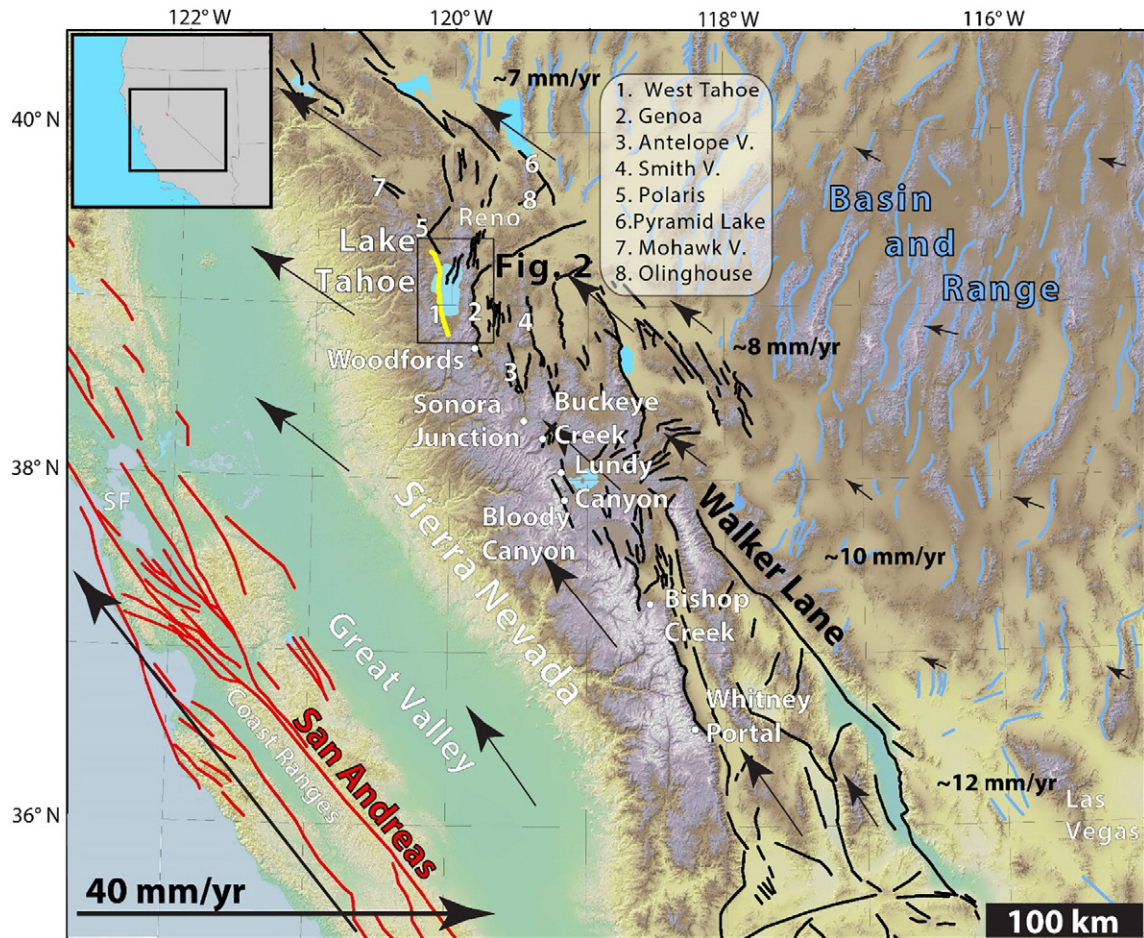 122° W
120° W
118° W
116° W
40° N
38° N
36° N
~7 mm/yr
1. West Tahoe
2. Genoa
3. Antelope V.
4. Smith V.
5. Polaris
6.Pyramid Lake
7. Mohawk V.
8. Olinghouse
Basin
and
Range
6
7
8
5
Reno
Lake
Tahoe
Fig. 2
1
2
4
3
Woodfords
~8 mm/yr
Sonora
Junction
Buckeye
Creek
Lundy
Canyon
Bloody
Canyon
SF
Sierra Nevada
Walker Lane
~10 mm/yr
Bishop
Creek
Great Valley
Whitney
Portal
San Andreas
Coast Ranges
~12 mm/yr
Las
Vegas
40 mm/yr
100 km